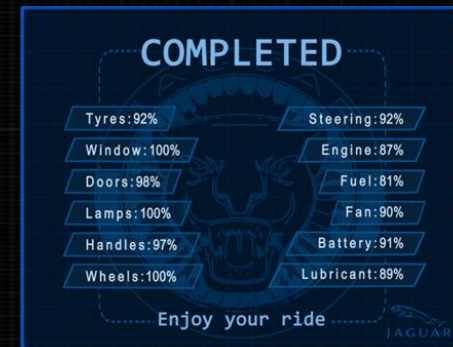 COMPLETED
Tyres:92%
Window:100%
Doors:98%
Lamps:100%
Handles:97%
Wheels:100%
Steering:92%
Engine:87%
Fuel:81%
Fan:90%
Battery:91%
Lubricant:89%
Enjoy your ride
JAGUAR